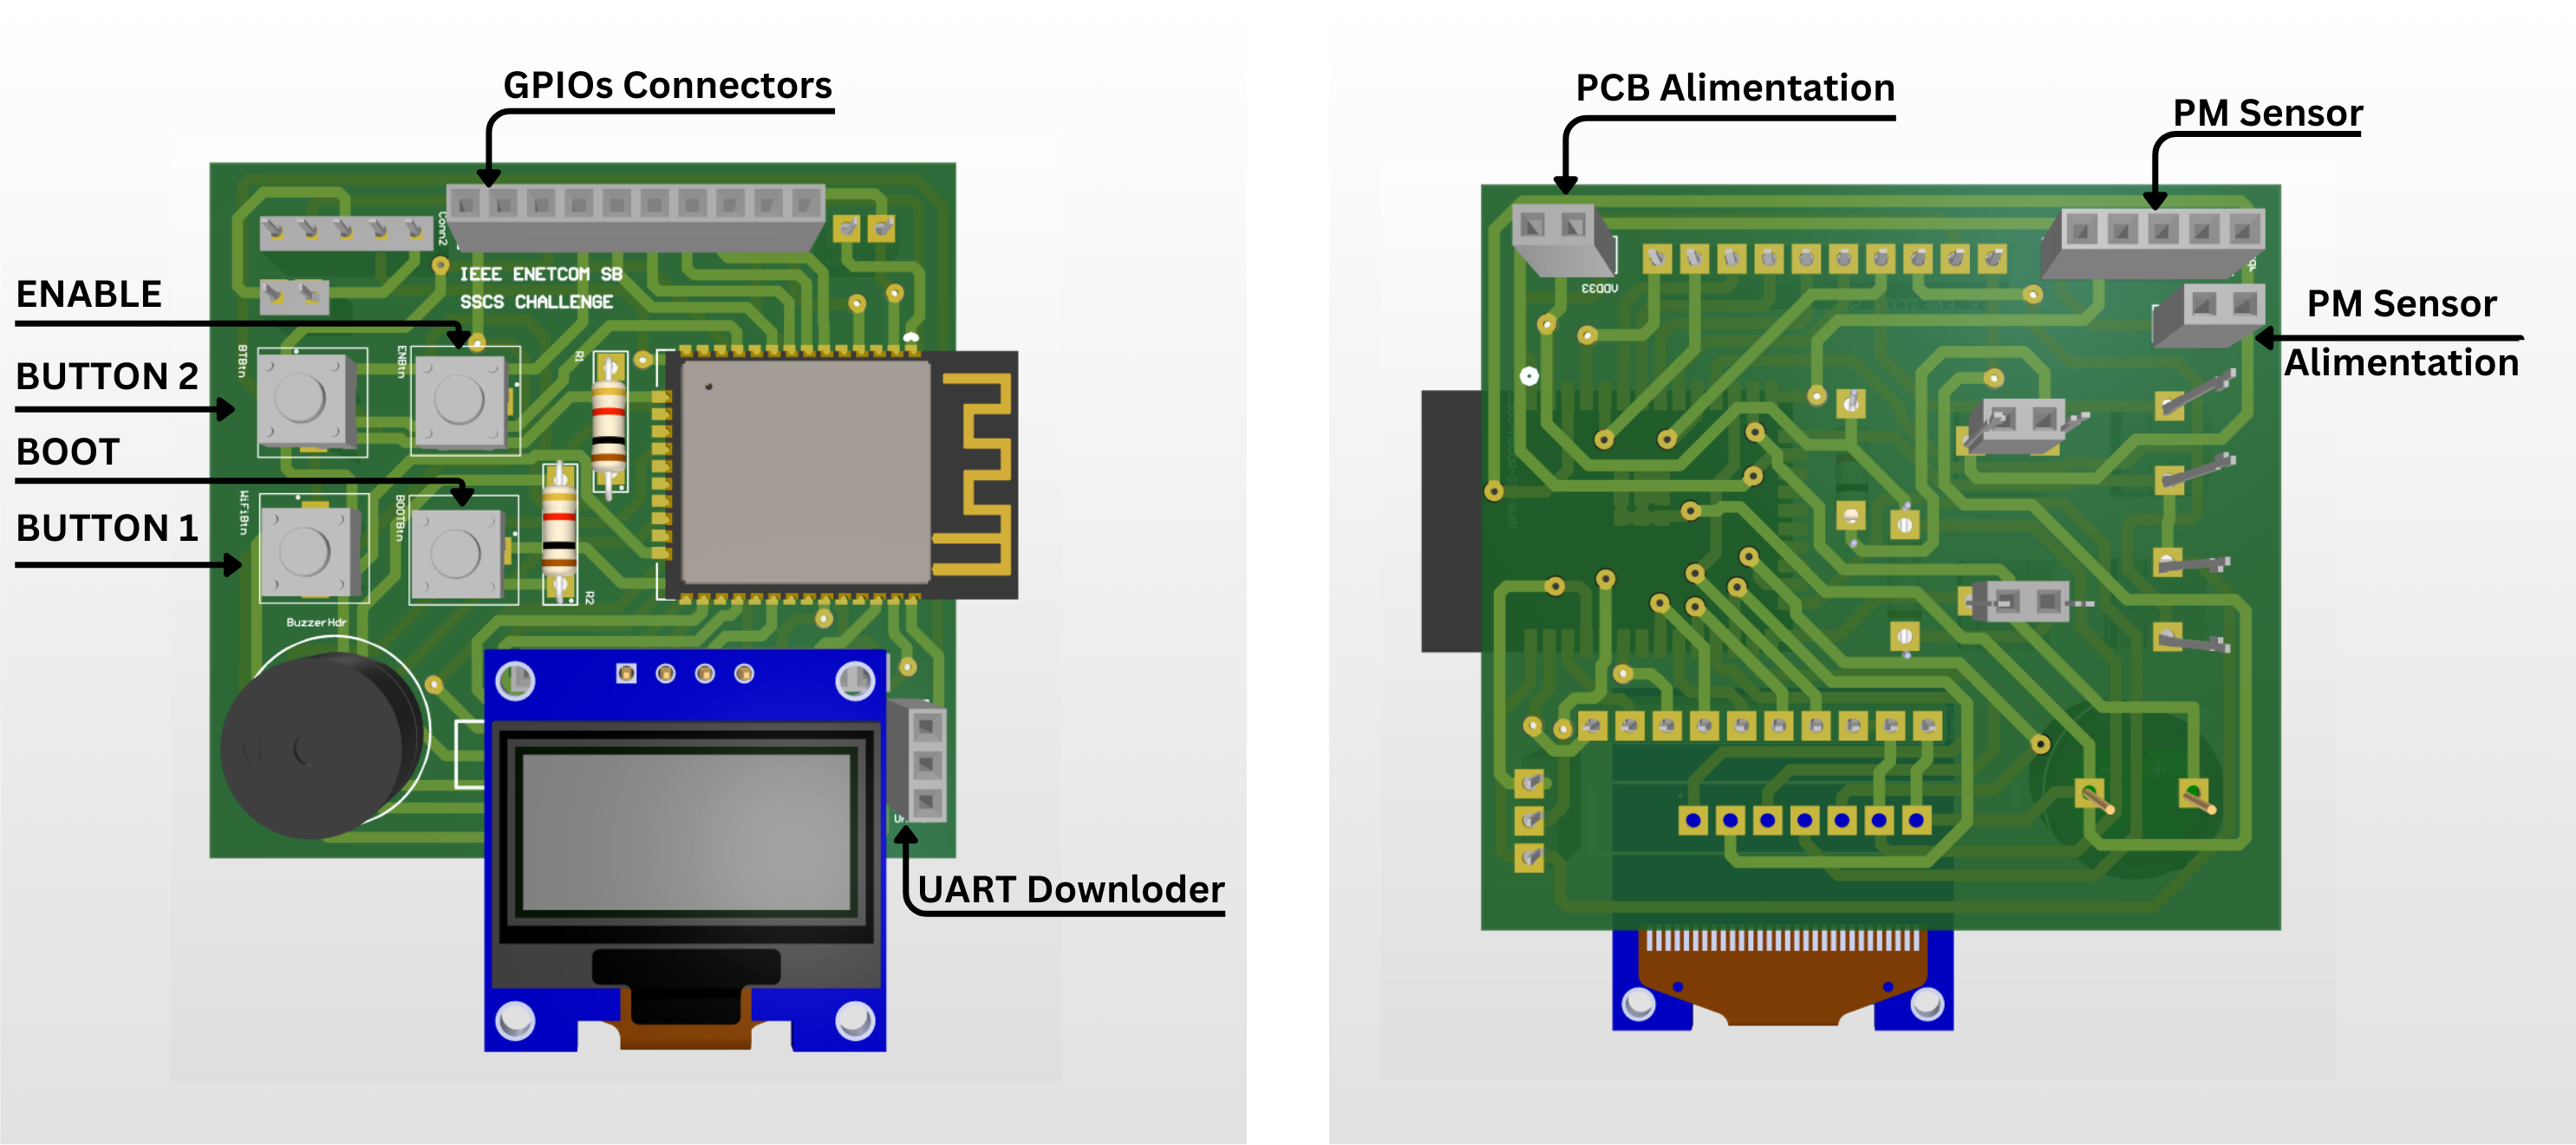 GPIOs Connectors
PCB Alimentation
PM Sensor
Conn2
IEEE ENETCOM SB
SSCS CHALLENGE
ENABLE
BUTTON 2
BOOT
BUTTON 1
BTBtn
ENBtn
R1
WiFiBtn
BOOTBtn
R2
BuzzerHdr
UART Downloder
VDD33
PM Sensor
Alimentation